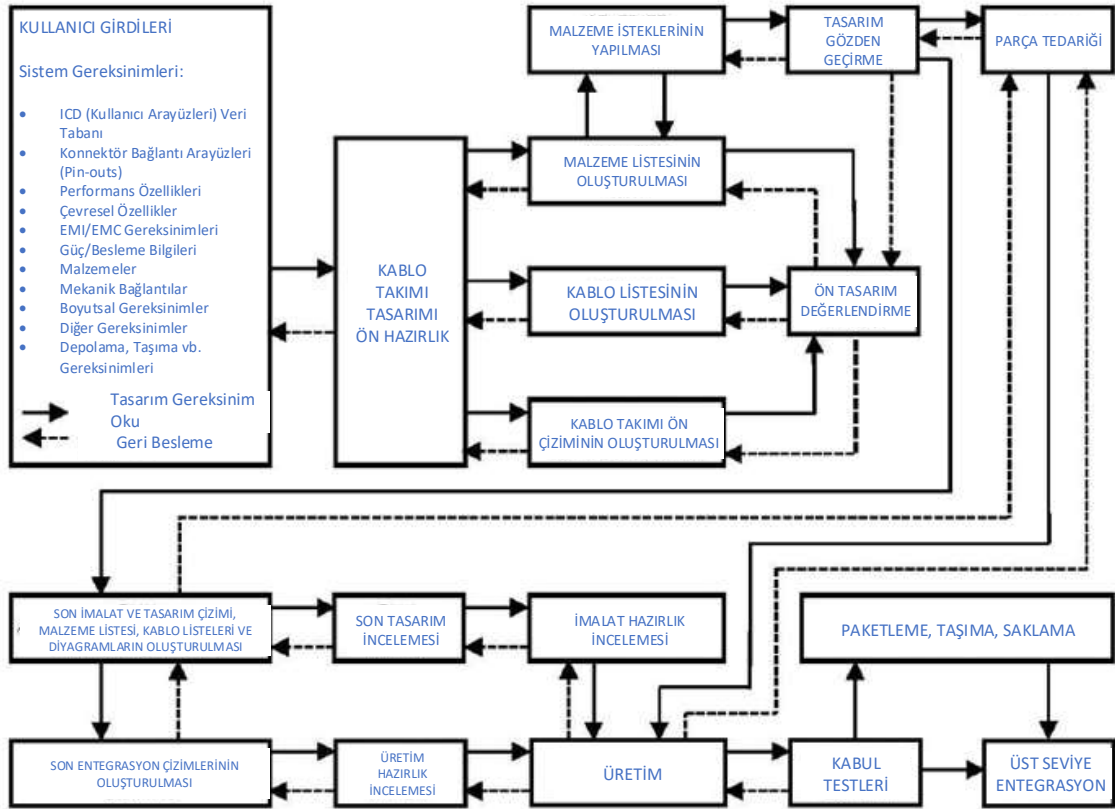 KULLANICI GİRDİLERİ
Sistem Gereksinimleri:
• ICD (Kullanıcı Arayüzleri) Veri
Tabanı
• Konnektör Bağlantı Arayüzleri
(Pin-outs)
• Performans Özellikleri
• Çevresel Özellikler
• EMI/EMC Gereksinimleri
• Güç/Besleme Bilgileri
• Malzemeler
• Mekanik Bağlantılar
• Boyutsal Gereksinimler
• Diğer Gereksinimler
• Depolama, Taşıma vb.
Gereksinimleri
Tasarım Gereksinim
Oku
Geri Besleme
KABLO
TAKIMI
TASARIMI
ÖN HAZIRLIK
MALZEME İSTEKLERİNİN
YAPILMASI
TASARIM
GÖZDEN
GEÇİRME
PARÇA TEDARİĞİ
MALZEME LİSTESİNİN
OLUŞTURULMASI
KABLO LİSTESİNİN
OLUŞTURULMASI
ÖN TASARIM
DEĞERLENDİRME
KABLO TAKIMI ÖN
ÇİZİMİNİN OLUŞTURULMASI
SON İMALAT VE TASARIM ÇİZİMİ,
MALZEME LİSTESİ, KABLO LİSTELERİ VE
DİYAGRAMLARIN OLUŞTURULMASI
SON TASARIM
İNCELEMESİ
İMALAT HAZIRLIK
İNCELEMESİ
PAKETLEME, TAŞIMA, SAKLAMA
SON ENTEGRASYON ÇİZİMLERİNİN
OLUŞTURULMASI
ÜRETİM
HAZIRLIK
İNCELEMESİ
ÜRETİM
KABUL
TESTLERİ
ÜST SEVİYE
ENTEGRASYON